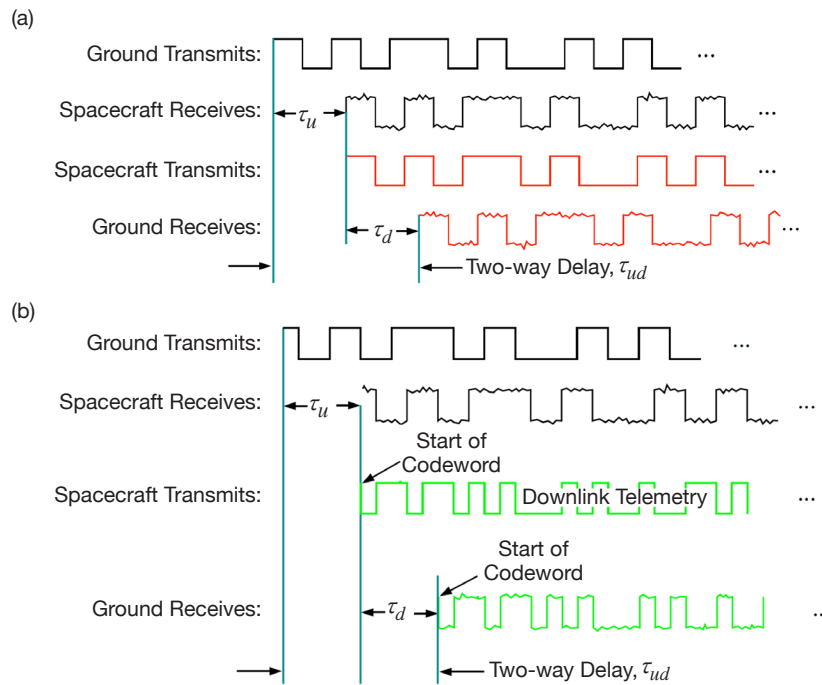 (a)
Ground Transmits:
...
Spacecraft Receives:
τu
...
Spacecraft Transmits:
...
Ground Receives:
τd
...
Two-way Delay, τud
(b)
Ground Transmits:
...
Spacecraft Receives:
τu
...
Start of
Codeword
Spacecraft Transmits:
Downlink Telemetry
...
Start of
Codeword
Ground Receives:
τd
..
Two-way Delay, τud